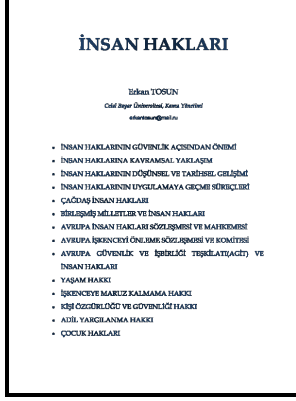 İNSAN HAKLARI
Erkan TOSUN
Celal Bayar Üniversitesi, Kamu Yönetimi
erkantosun@mail.ru
• İNSAN HAKLARININ GÜVENLİK AÇISINDAN ÖNEMİ
• İNSAN HAKLARINA KAVRAMSAL YAKLAŞIM
• İNSAN HAKLARININ DÜŞÜNSEL VE TARİHSEL GELİŞİMİ
• İNSAN HAKLARININ UYGULAMAYA GEÇME SÜREÇLERİ
• ÇAĞDAŞ İNSAN HAKLARI
• BİRLEŞMİŞ MİLLETLER VE İNSAN HAKLARI
• AVRUPA İNSAN HAKLARI SÖZLEŞMESİ VE MAHKEMESİ
• AVRUPA İŞKENCEYİ ÖNLEME SÖZLEŞMESİ VE KOMİTESİ
• AVRUPA GÜVENLİK VE İŞBİRLİĞİ TEŞKİLATI(AGİT) VE
İNSAN HAKLARI
• YAŞAM HAKKI
• İŞKENCEYE MARUZ KALMAMA HAKKI
• KİŞİ ÖZGÜRLÜĞÜ VE GÜVENLİĞİ HAKKI
• ADİL YARGILANMA HAKKI
• ÇOCUK HAKLARI